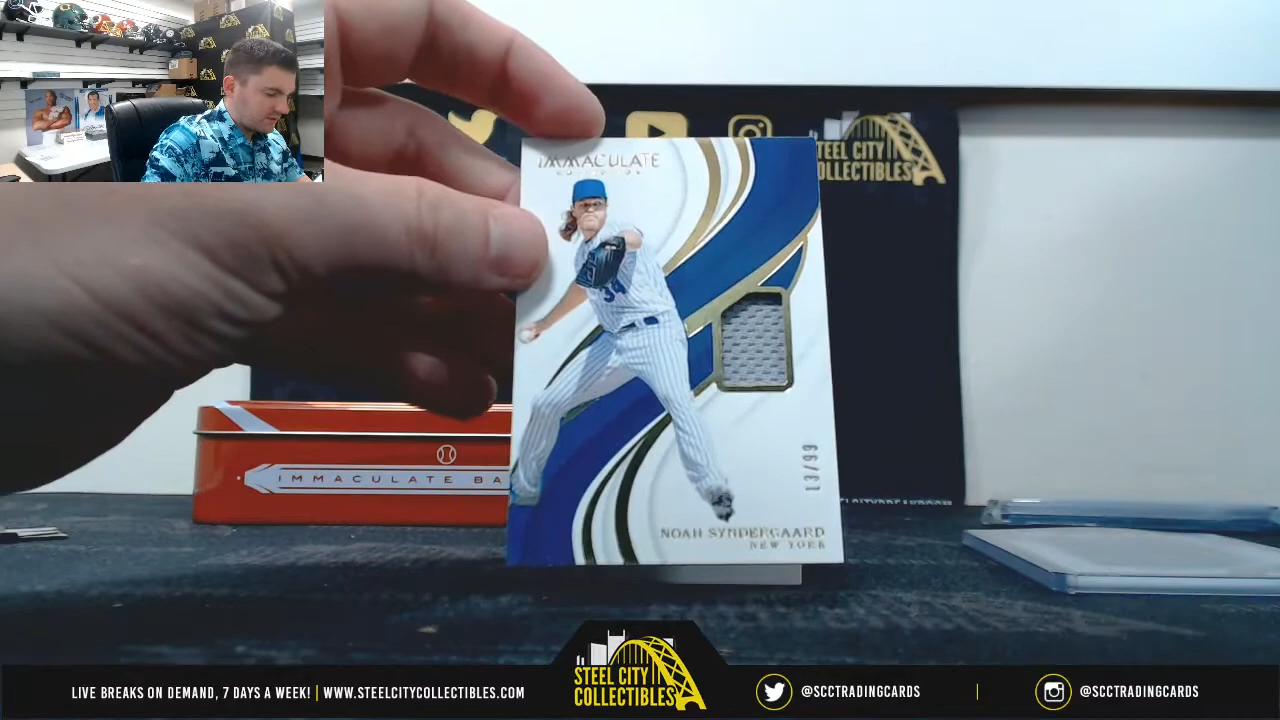 STEEL CITY
COLLECTIBLES
IMMACULATE
COLLECTION
34
13/99
NOAH SYNDERGAARD
NEW YORK
IMMACULATE BA
LIVE BREAKS ON DEMAND, 7 DAYS A WEEK! | WWW.STEELCITYCOLLECTIBLES.COM
STEEL CITY
COLLECTIBLES
@SCCTRADINGCARDS
@SCCTRADINGCARDS